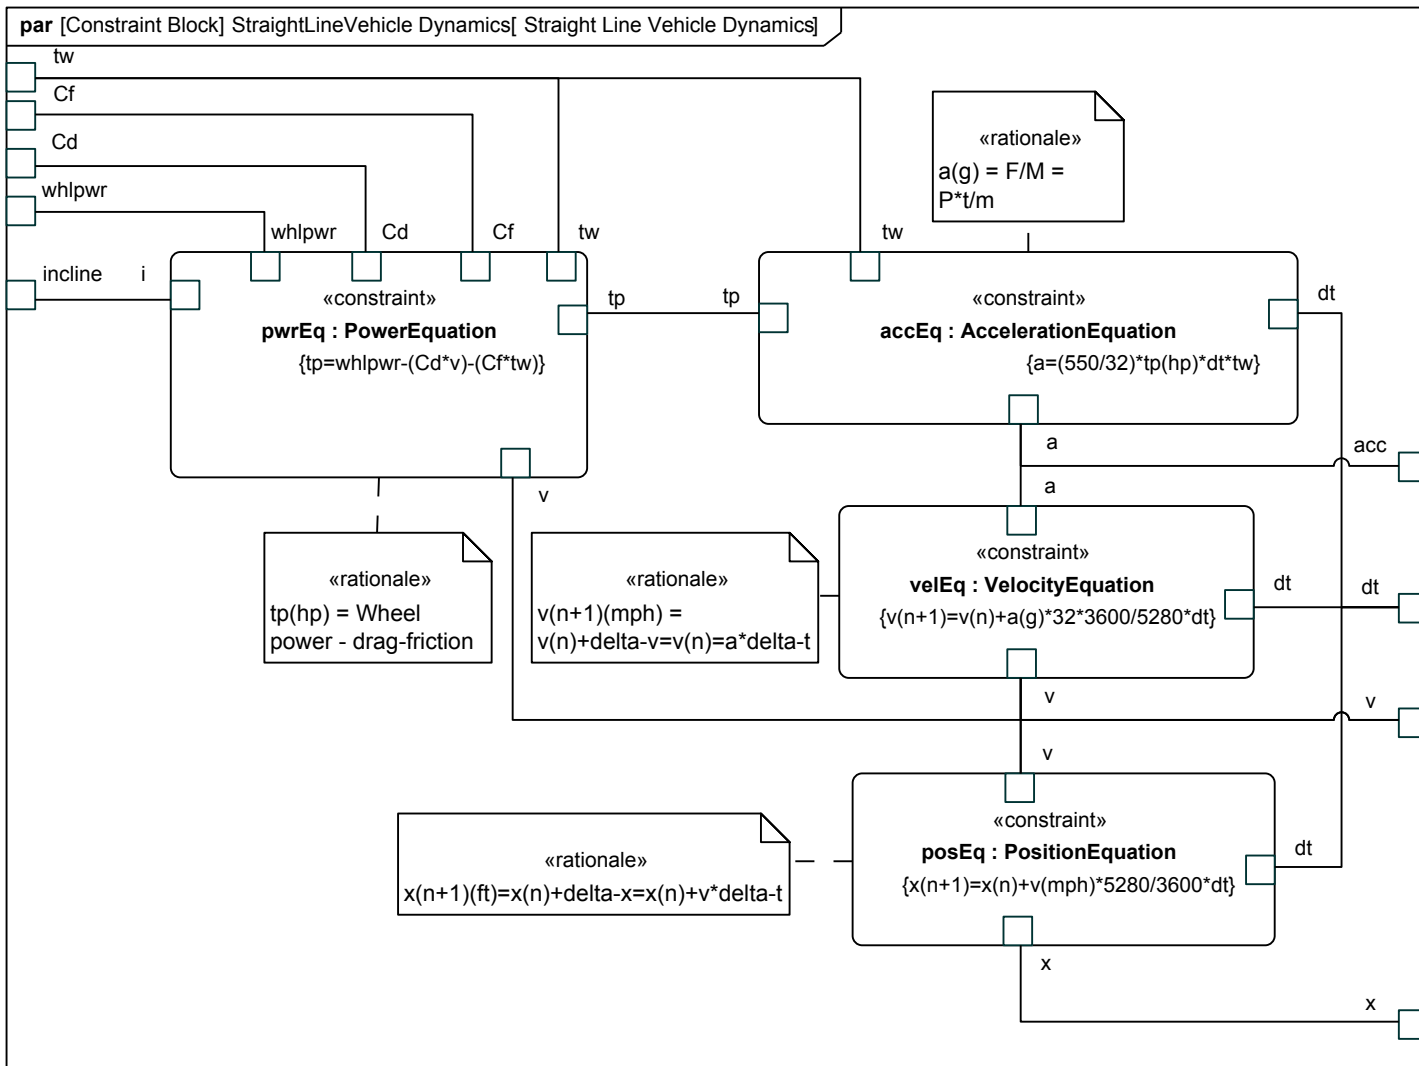 par [Constraint Block] StraightLineVehicle Dynamics[ Straight Line Vehicle Dynamics]
tw
Cf
Cd
whlpwr
incline
i
whlpwr
Cd
Cf
tw
«constraint»
pwrEq : PowerEquation
{tp=whlpwr-(Cd*v)-(Cf*tw)}
tp
v
«rationale»
tp(hp) = Wheel
power - drag-friction
«rationale»
a(g) = F/M =
P*t/m
tw
tp
«constraint»
accEq : AccelerationEquation
{a=(550/32)*tp(hp)*dt*tw}
dt
a
acc
a
«rationale»
v(n+1)(mph) =
v(n)+delta-v=v(n)=a*delta-t
«constraint»
velEq : VelocityEquation
{v(n+1)=v(n)+a(g)*32*3600/5280*dt}
dt
dt
v
v
v
«rationale»
x(n+1)(ft)=x(n)+delta-x=x(n)+v*delta-t
«constraint»
posEq : PositionEquation
{x(n+1)=x(n)+v(mph)*5280/3600*dt}
dt
x
x